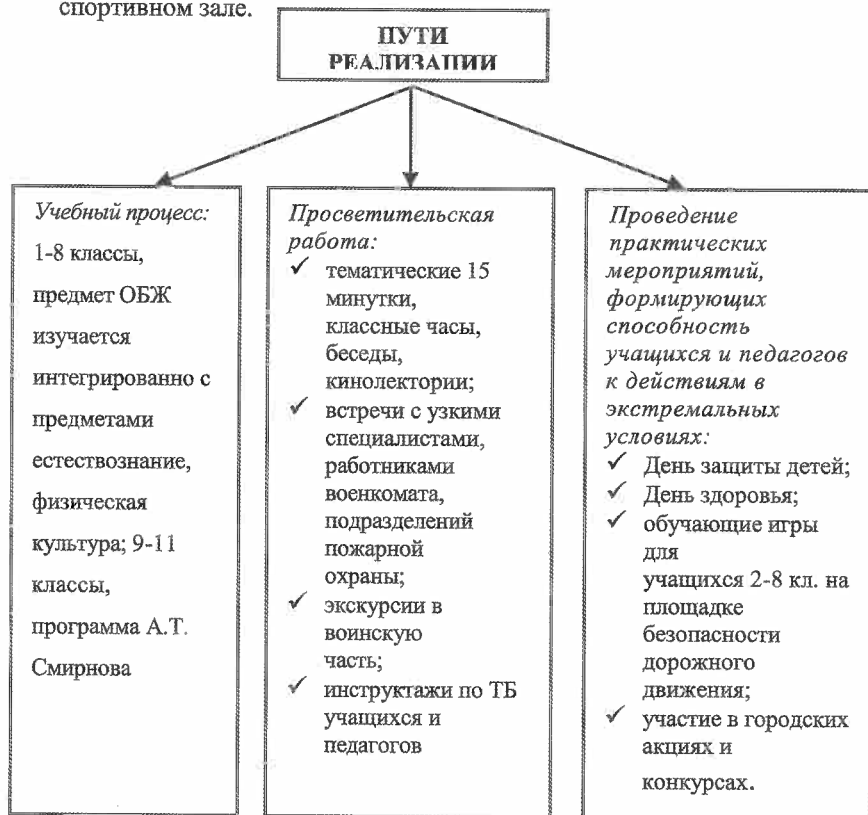 спортивном зале.
ПУТИ
РЕАЛИЗАЦИИ
Учебный процесс:
1-8 классы,
предмет ОБЖ
изучается
интегрированно с
предметами
естествознание,
физическая
культура; 9-11
классы,
программа А.Т.
Смирнова
Просветительская
работа:
✓ тематические 15
минутки,
классные часы,
беседы,
кинолектории;
✓ встречи с узкими
специалистами,
работниками
военкомата,
подразделений
пожарной
охраны;
✓ экскурсии в
воинскую
часть;
✓ инструктажи по ТБ
учащихся и
педагогов
Проведение
практических
мероприятий,
формирующих
способность
учащихся и педагогов
к действиям в
экстремальных
условиях:
✓ День защиты детей;
✓ День здоровья;
✓ обучающие игры
для
учащихся 2-8 кл. на
площадке
безопасности
дорожного
движения;
✓ участие в городских
акциях и
конкурсах.